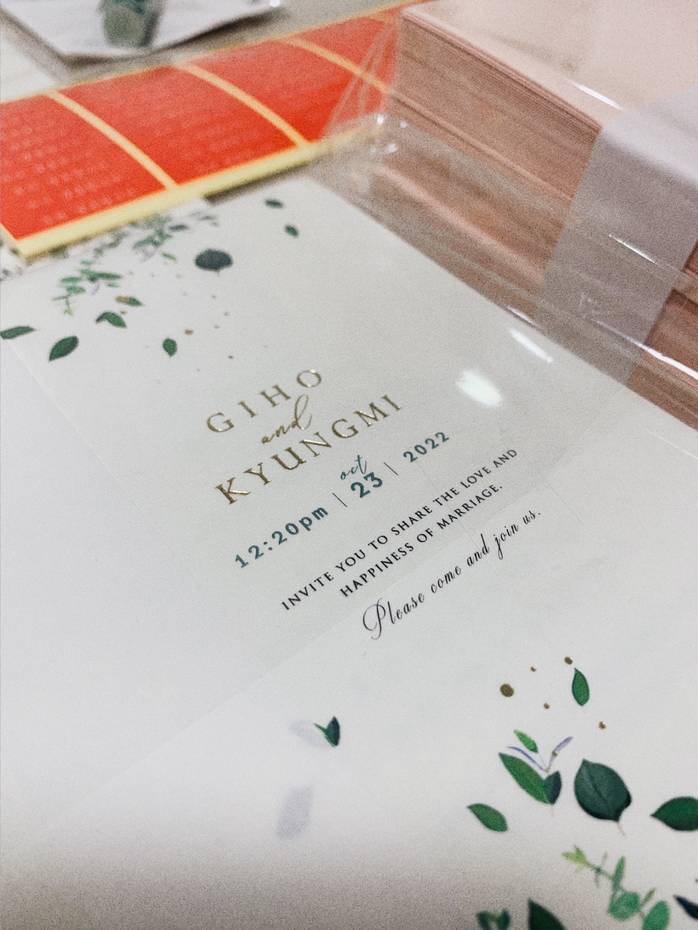 GIHO
and
KYUNGMI
oct
12:20pm \ 23 \ 2022
INVITE YOU TO SHARE THE LOVE AND
HAPPINESS OF MARRIAGE.
Please come and join us.